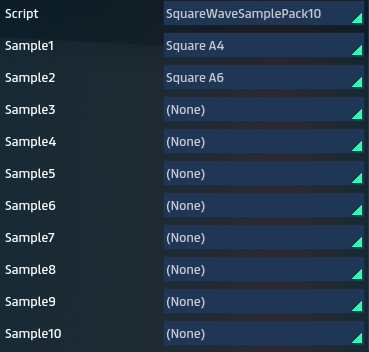 Script SquareWaveSamplePack10
Sample1 Square A4
Sample2 Square A6
Sample3 (None)
Sample4 (None)
Sample5 (None)
Sample6 (None)
Sample7 (None)
Sample8 (None)
Sample9 (None)
Sample10 (None)